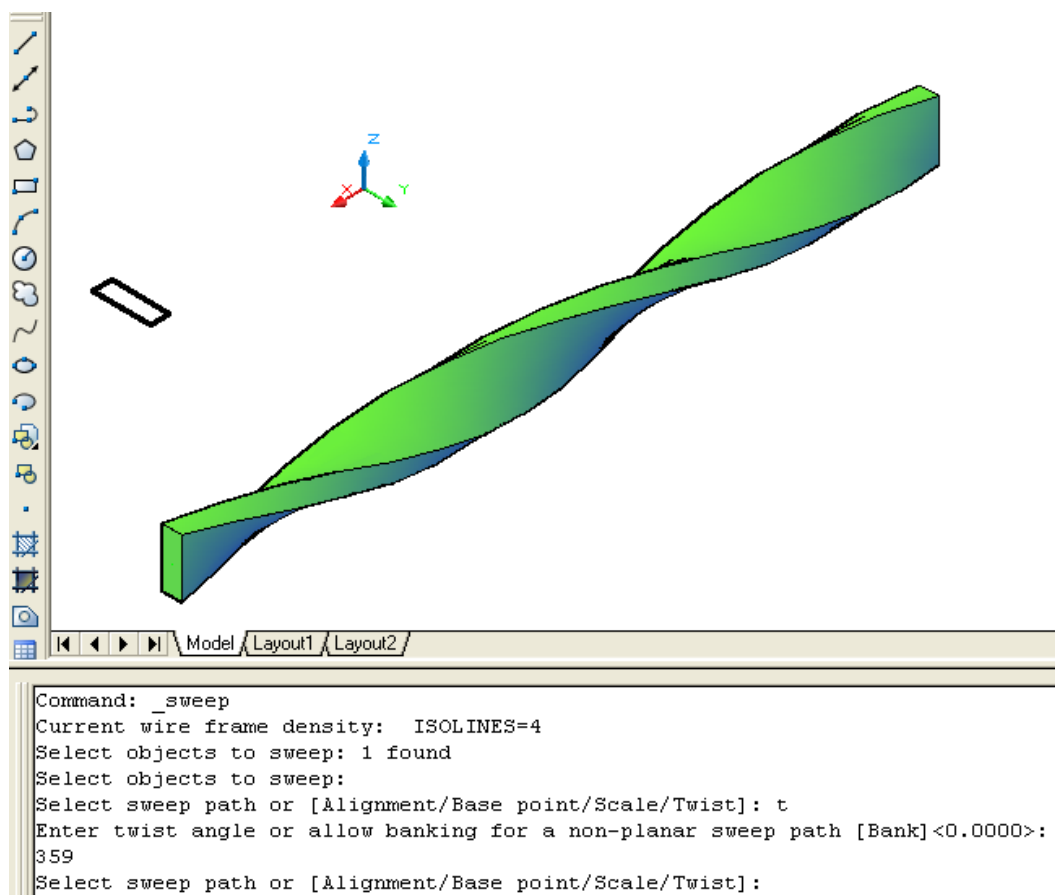 Z
X
Y
Model Layout1 Layout2
Command: _sweep
Current wire frame density:  ISOLINES=4
Select objects to sweep: 1 found
Select objects to sweep:
Select sweep path or [Alignment/Base point/Scale/Twist]: t
Enter twist angle or allow banking for a non-planar sweep path [Bank]<0.0000>:
359
Select sweep path or [Alignment/Base point/Scale/Twist]: